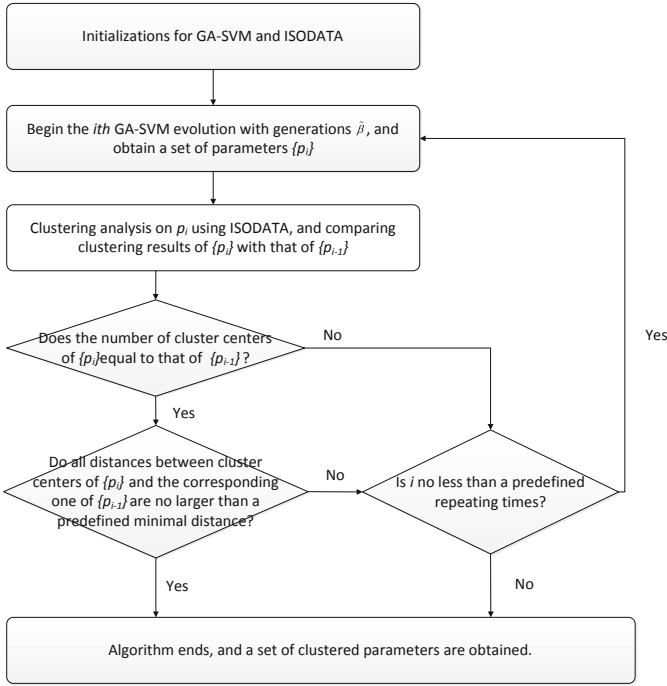 Initializations for GA-SVM and ISODATA
Begin the ith GA-SVM evolution with generations β̃ , and
obtain a set of parameters {pi}
Clustering analysis on pi using ISODATA, and comparing
clustering results of {pi} with that of {pi-1}
Does the number of cluster centers
of {pi}equal to that of {pi-1} ?
No
Yes
Yes
Do all distances between cluster
centers of {pi} and the corresponding
one of {pi-1} are no larger than a
predefined minimal distance?
No
Is i no less than a predefined
repeating times?
Yes
No
Algorithm ends, and a set of clustered parameters are obtained.